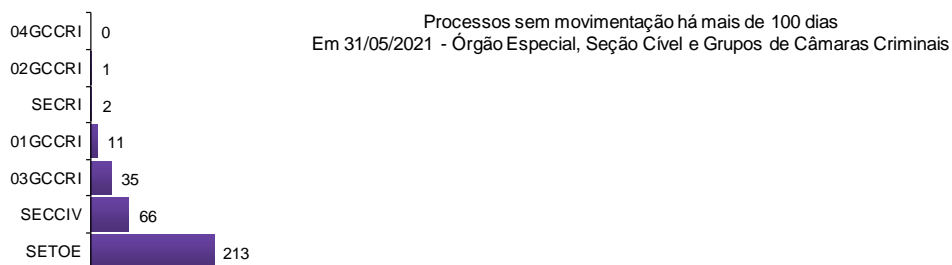 Processos sem movimentação há mais de 100 dias
Em 31/05/2021 - Órgão Especial, Seção Cível e Grupos de Câmaras Criminais
04GCCRI 0
02GCCRI 1
SECRI 2
01GCCRI 11
03GCCRI 35
SECCIV 66
SETOE 213